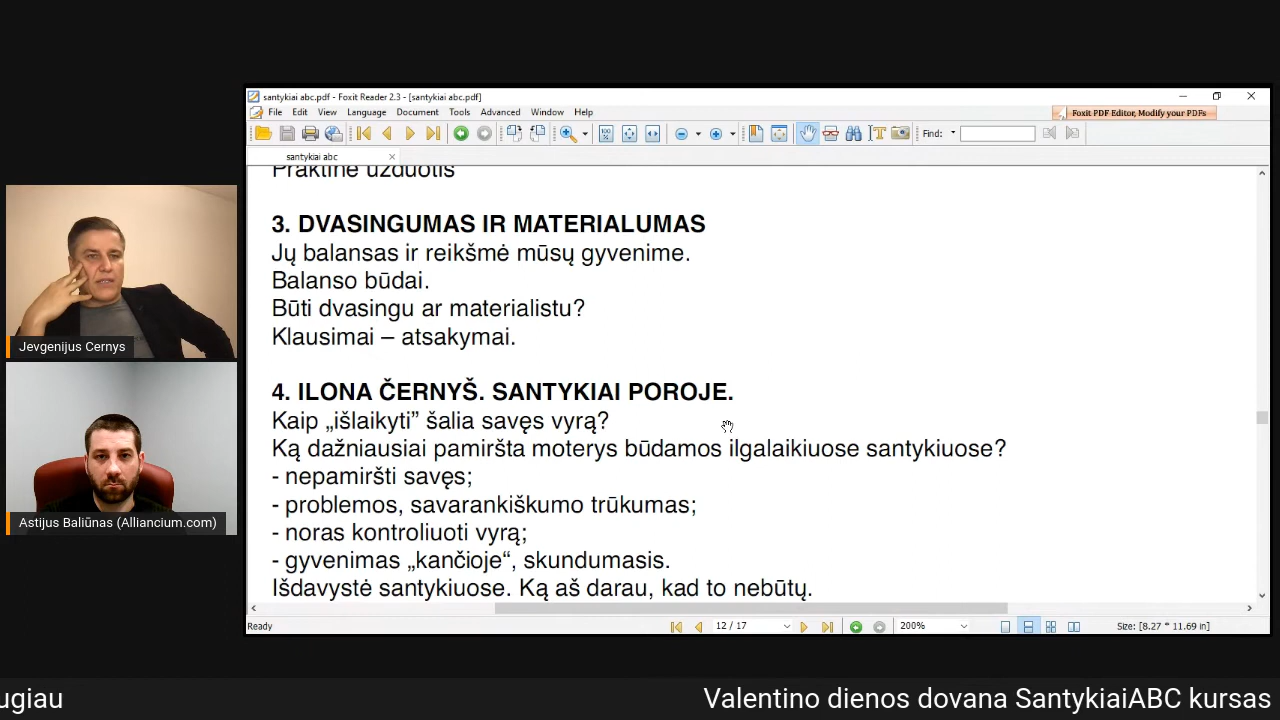 santykiai abc.pdf - Foxit Reader 2.3 - [santykiai abc.pdf]
File Edit View Language Document Tools Advanced Window Help
Foxit PDF Editor, Modify your PDFs
Find:
santykiai abc
Praktinė užduotis
3. DVASINGUMAS IR MATERIALUMAS
Jų balansas ir reikšmė mūsų gyvenime.
Balanso būdai.
Būti dvasingu ar materialistu?
Klausimai – atsakymai.
4. ILONA ČERNYŠ. SANTYKIAI POROJE.
Kaip „išlaikyti” šalia savęs vyrą?
Ką dažniausiai pamiršta moterys būdamos ilgalaikiuose santykiuose?
- nepamiršti savęs;
- problemos, savarankiškumo trūkumas;
- noras kontroliuoti vyrą;
- gyvenimas „kančioje“, skundumasis.
Išdavystė santykiuose. Ką aš darau, kad to nebūtų.
Ready
12 / 17
200%
Size: [8.27 * 11.69 in]
Jevgenijus Cernys
Astijus Baliūnas (Alliancium.com)
ugiau
Valentino dienos dovana SantykiaiABC kursas